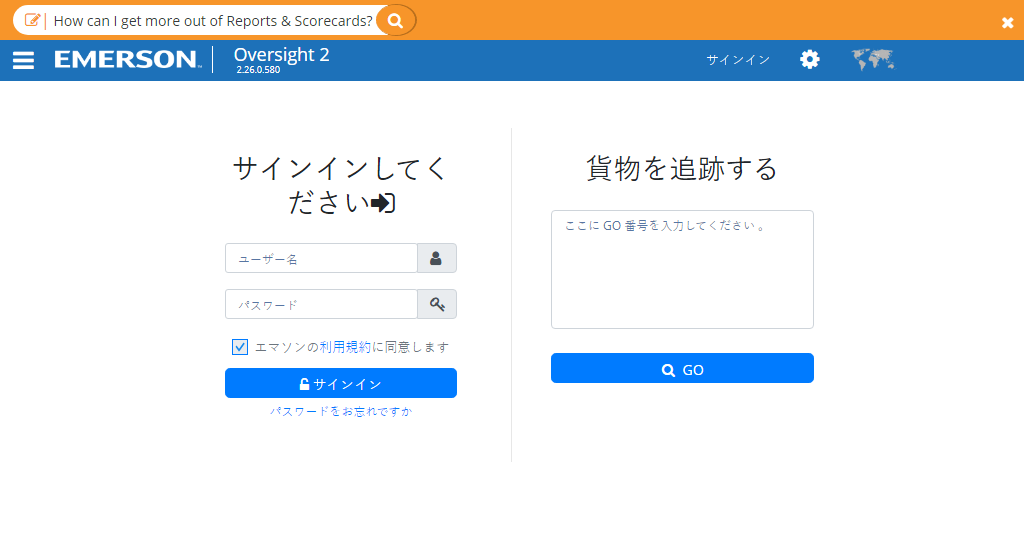 How can I get more out of Reports & Scorecards?
EMERSON™
Oversight 2
2.26.0.580
サインイン
サインインしてく
ださい
ユーザー名
パスワード
エマソンの利用規約に同意します
サインイン
パスワードをお忘れですか
貨物を追跡する
ここに GO 番号を入力してください 。
GO